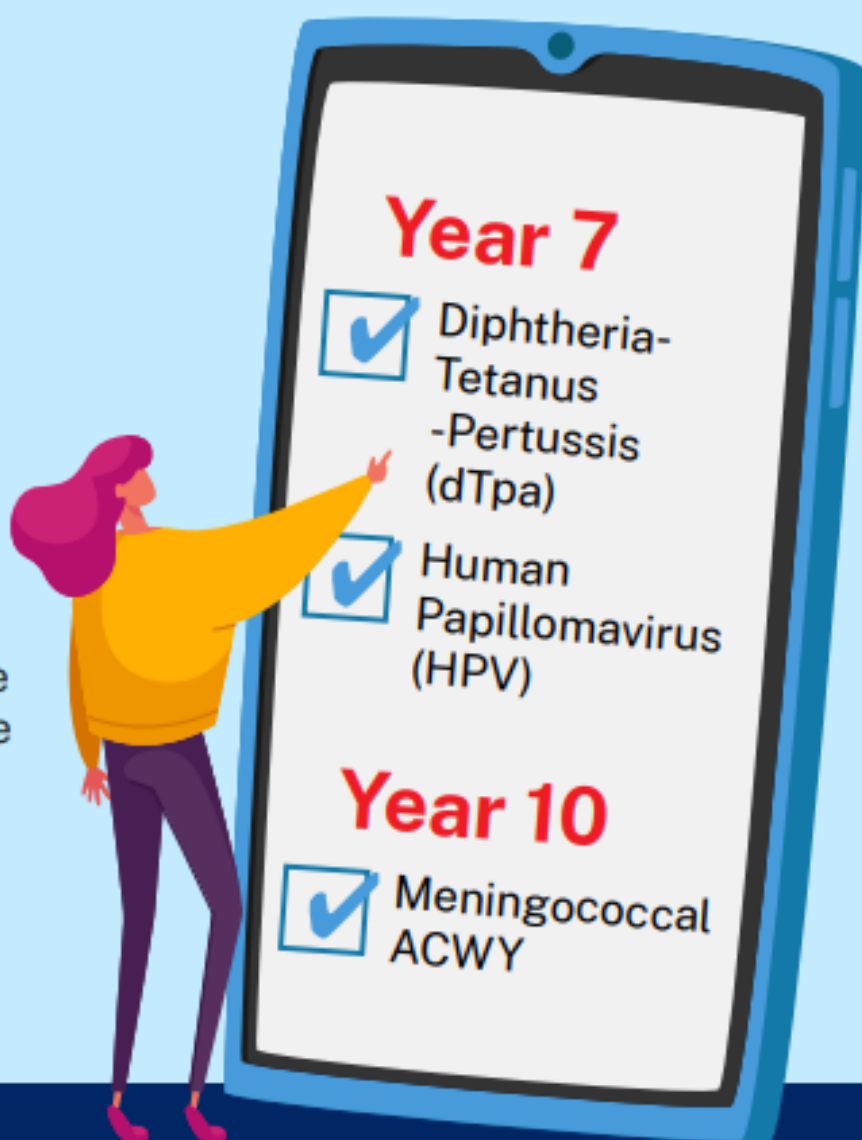 Year 7
Diphtheria-
Tetanus
-Pertussis
(dTpa)
Human
Papillomavirus
(HPV)
Year 10
Meningococcal
ACWY